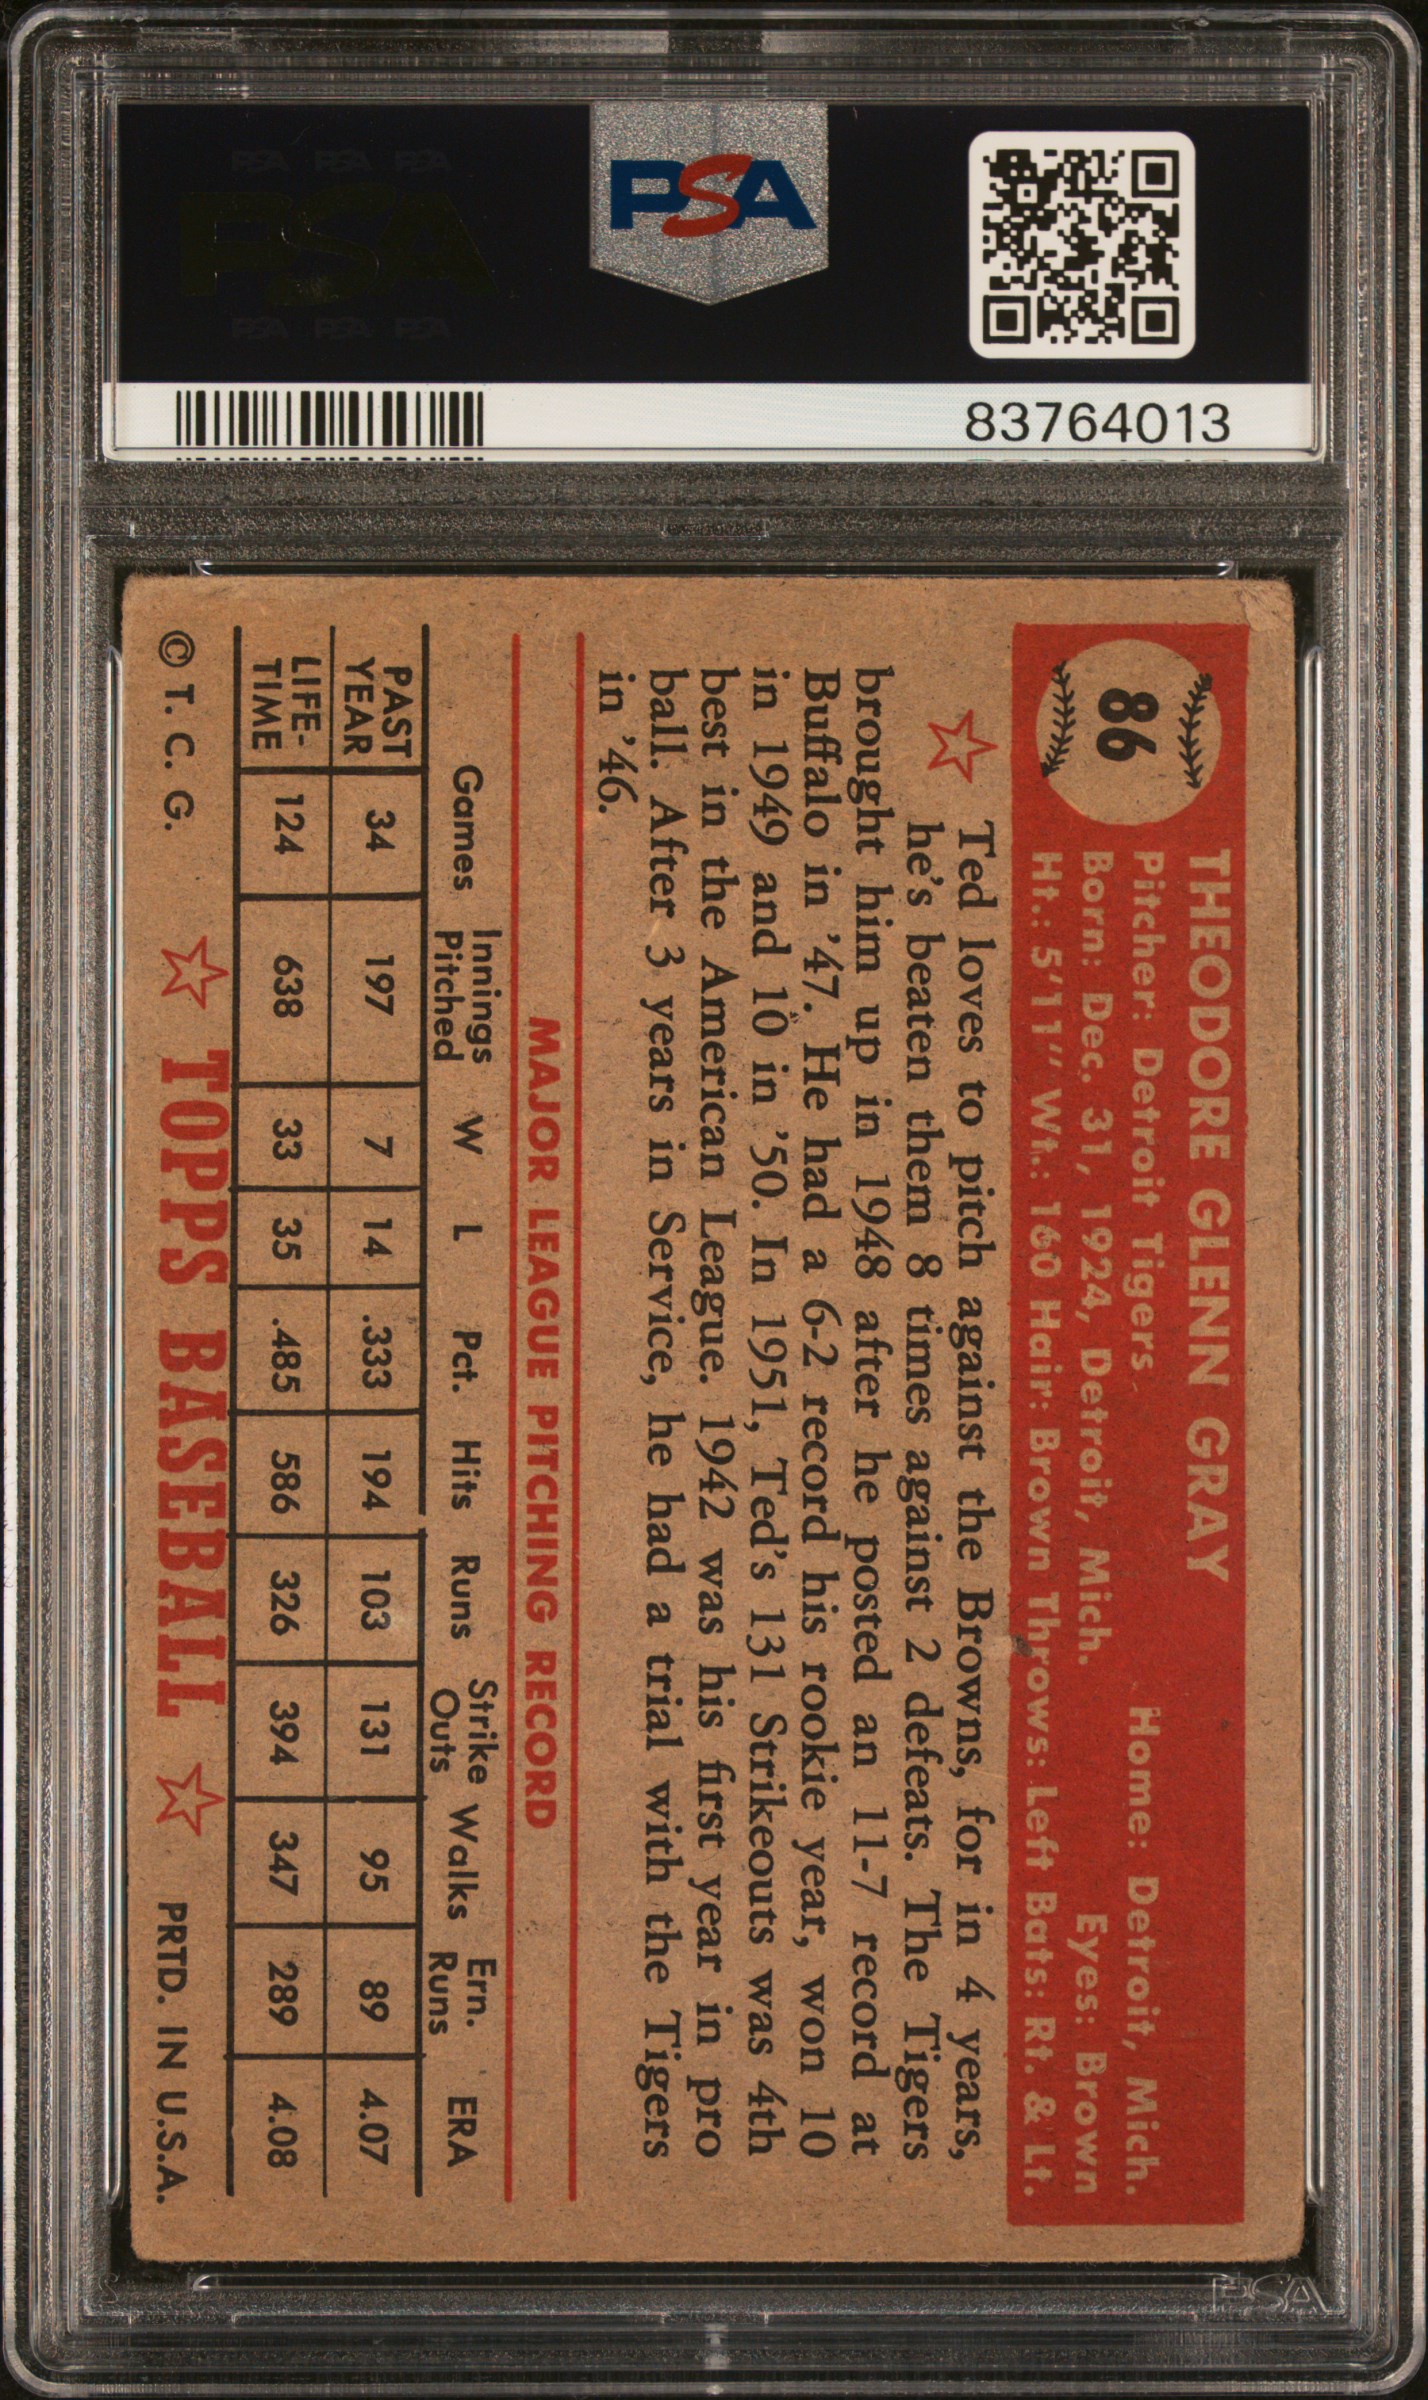 PSA PSA PSA
PSA
PSA PSA PSA
PSA
83764013
86
THEODORE GLENN GRAY
Pitcher: Detroit Tigers Home: Detroit, Mich.
Born: Dec. 31, 1924, Detroit, Mich. Eyes: Brown
Ht.: 5'11" Wt.: 160 Hair: Brown Throws: Left Bats: Rt. & Lt.
Ted loves to pitch against the Browns, for in 4 years,
he's beaten them 8 times against 2 defeats. The Tigers
brought him up in 1948 after he posted an 11-7 record at
Buffalo in '47. He had a 6-2 record his rookie year, won 10
in 1949 and 10 in '50. In 1951, Ted's 131 Strikeouts was 4th
best in the American League. 1942 was his first year in pro
ball. After 3 years in Service, he had a trial with the Tigers
in '46.
MAJOR LEAGUE PITCHING RECORD
Games Innings Pitched W L Pct. Hits Runs Strike Outs Walks Ern. Runs ERA
PAST YEAR 34 197 7 14 .333 194 103 131 95 89 4.07
LIFE- TIME 124 638 33 35 .485 586 326 394 347 289 4.08
© T. C. G. TOPPS BASEBALL PRTD. IN U.S.A.
PSA